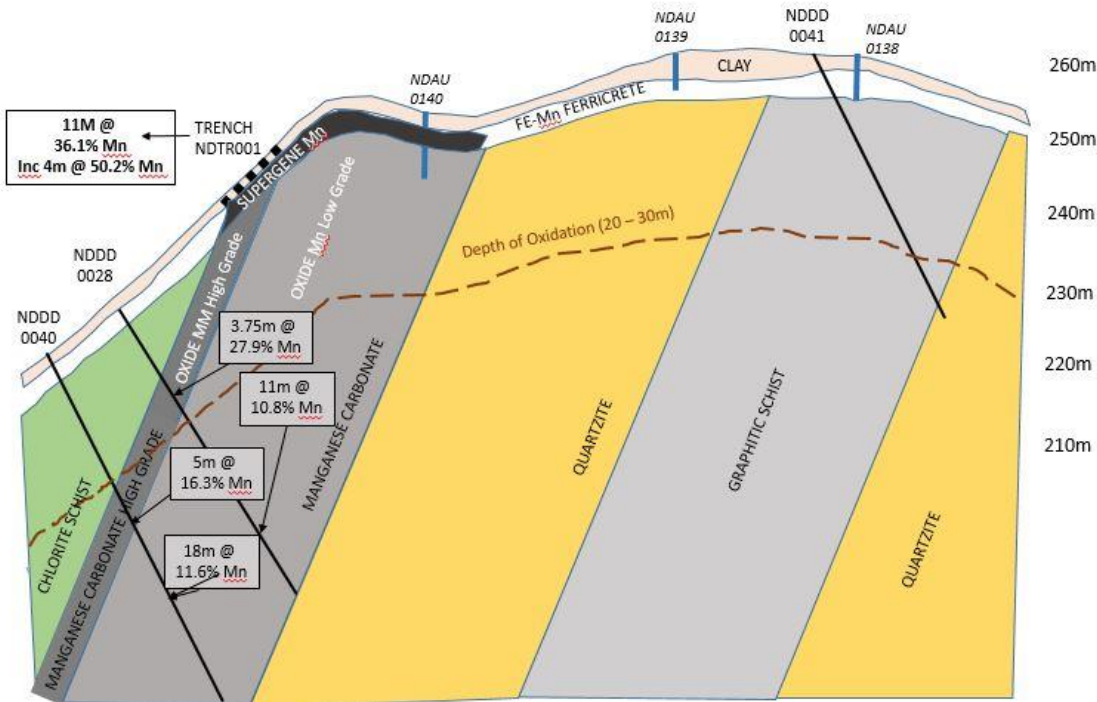 NDAU
0139
NDDD
0041
NDAU
0138
260m
CLAY
NDAU
0140
FE-Mn FERRICRETE
11M @
36.1% Mn
Inc 4m @ 50.2% Mn
TRENCH
NDTR001
SUPERGENE Mn
250m
240m
OXIDE Mn Low Grade
Depth of Oxidation (20 – 30m)
NDDD
0028
OXIDE MM High Grade
230m
NDDD
0040
3.75m @
27.9% Mn
220m
11m @
10.8% Mn
MANGANESE CARBONATE
210m
QUARTZITE
GRAPHITIC SCHIST
5m @
16.3% Mn
CHLORITE SCHIST
MANGANESE CARBONATE HIGH GRADE
18m @
11.6% Mn
QUARTZITE